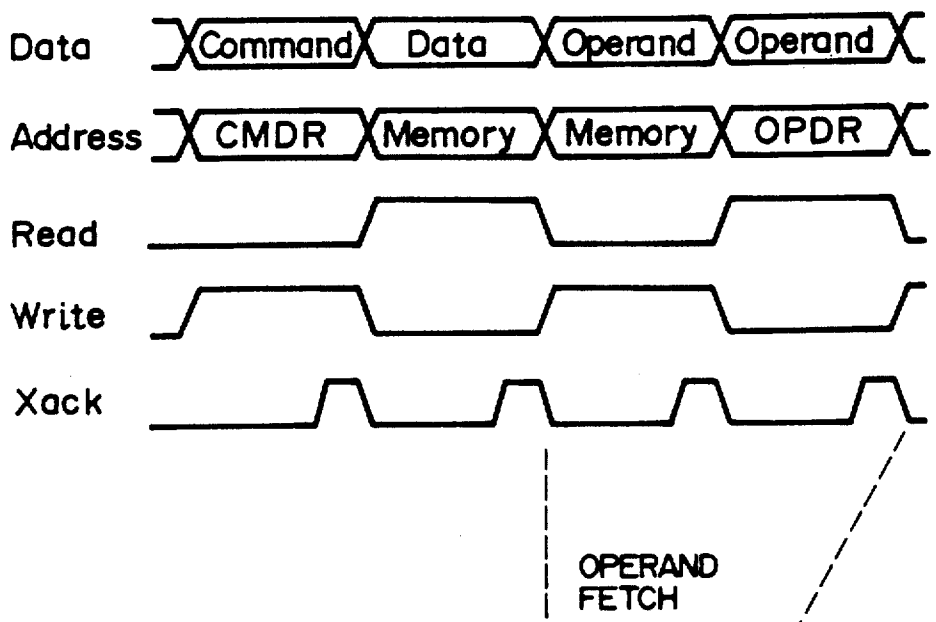 Data Command Data Operand Operand
Address CMDR Memory Memory OPDR
Read
Write
Xack
OPERAND
FETCH